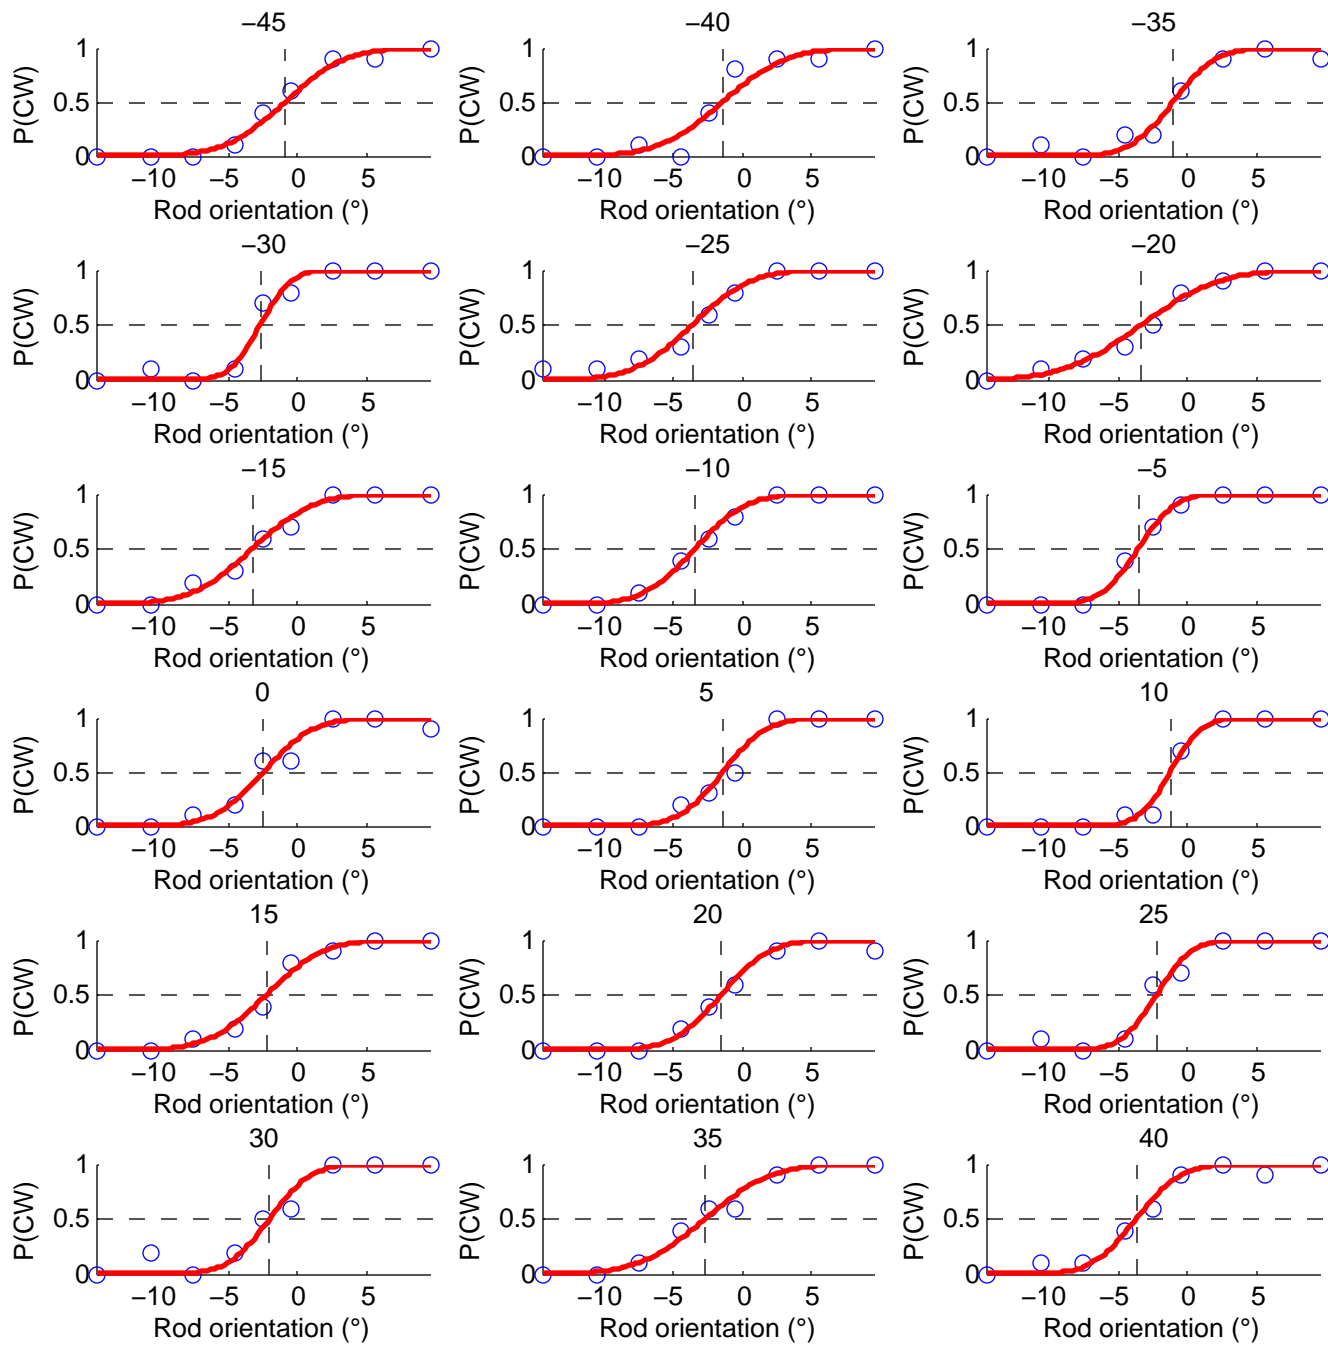 −45 −40 −35
1 1 1
P(CW) 0.5 P(CW) 0.5 P(CW) 0.5
0 0 0
−10 −5 0 5 −10 −5 0 5 −10 −5 0 5
Rod orientation (°) Rod orientation (°) Rod orientation (°)
−30 −25 −20
1 1 1
P(CW) 0.5 P(CW) 0.5 P(CW) 0.5
0 0 0
−10 −5 0 5 −10 −5 0 5 −10 −5 0 5
Rod orientation (°) Rod orientation (°) Rod orientation (°)
−15 −10 −5
1 1 1
P(CW) 0.5 P(CW) 0.5 P(CW) 0.5
0 0 0
−10 −5 0 5 −10 −5 0 5 −10 −5 0 5
Rod orientation (°) Rod orientation (°) Rod orientation (°)
0 5 10
1 1 1
P(CW) 0.5 P(CW) 0.5 P(CW) 0.5
0 0 0
−10 −5 0 5 −10 −5 0 5 −10 −5 0 5
Rod orientation (°) Rod orientation (°) Rod orientation (°)
15 20 25
1 1 1
P(CW) 0.5 P(CW) 0.5 P(CW) 0.5
0 0 0
−10 −5 0 5 −10 −5 0 5 −10 −5 0 5
Rod orientation (°) Rod orientation (°) Rod orientation (°)
30 35 40
1 1 1
P(CW) 0.5 P(CW) 0.5 P(CW) 0.5
0 0 0
−10 −5 0 5 −10 −5 0 5 −10 −5 0 5
Rod orientation (°) Rod orientation (°) Rod orientation (°)